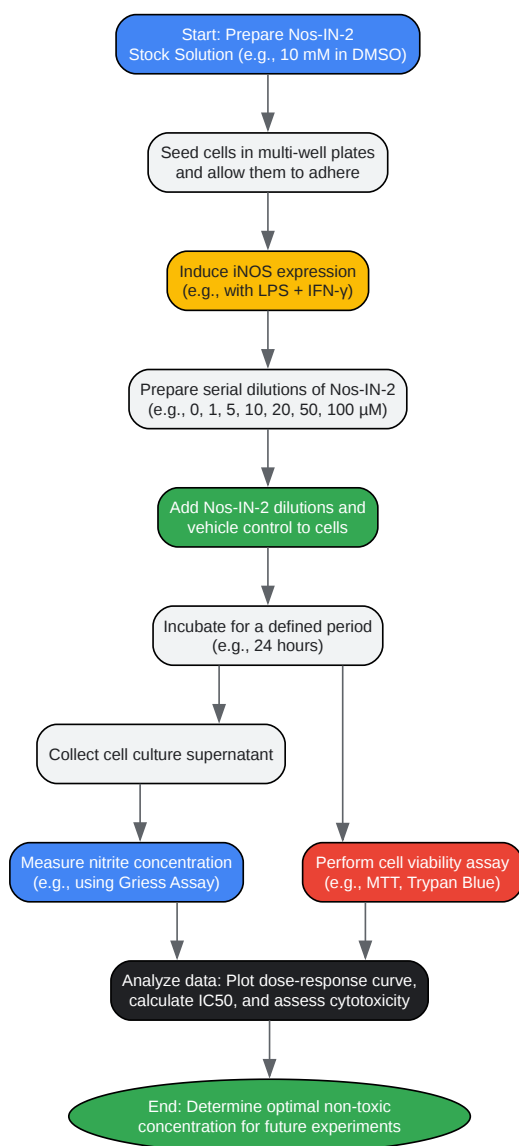 Start: Prepare Nos-IN-2
Stock Solution (e.g., 10 mM in DMSO)
Seed cells in multi-well plates
and allow them to adhere
Induce iNOS expression
(e.g., with LPS + IFN-γ)
Prepare serial dilutions of Nos-IN-2
(e.g., 0, 1, 5, 10, 20, 50, 100 µM)
Add Nos-IN-2 dilutions and
vehicle control to cells
Incubate for a defined period
(e.g., 24 hours)
Collect cell culture supernatant
Measure nitrite concentration
(e.g., using Griess Assay)
Perform cell viability assay
(e.g., MTT, Trypan Blue)
Analyze data: Plot dose-response curve,
calculate IC50, and assess cytotoxicity
End: Determine optimal non-toxic
concentration for future experiments